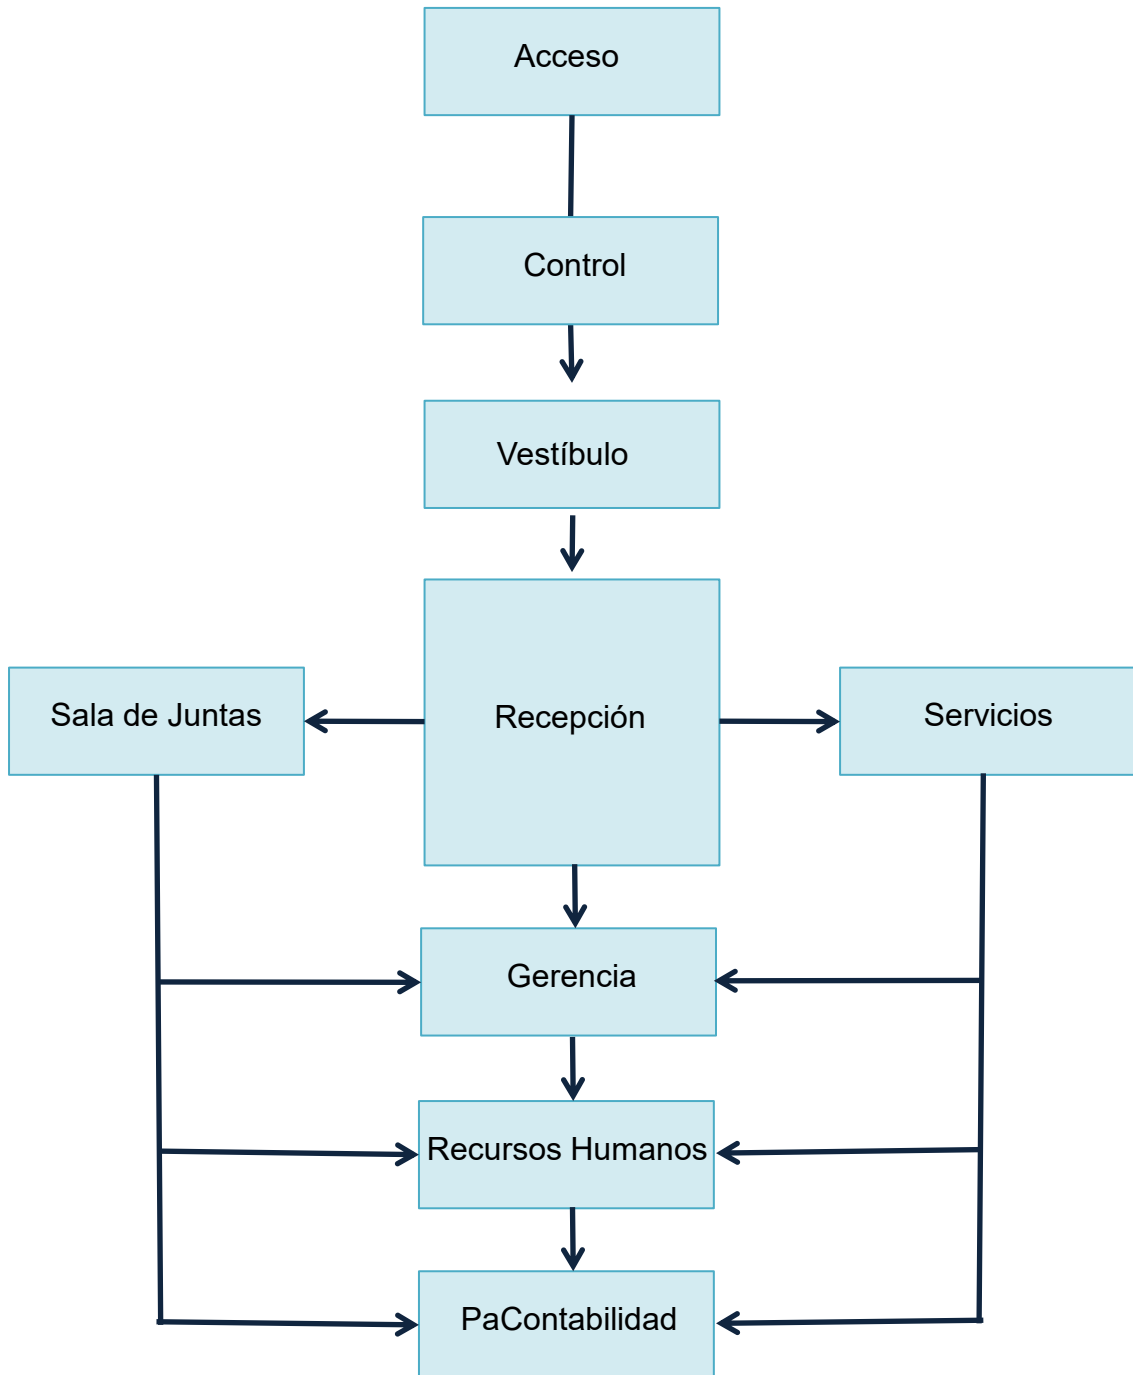 Acceso
Control
Vestíbulo
Sala de Juntas
Recepción
Servicios
Gerencia
Recursos Humanos
PaContabilidad